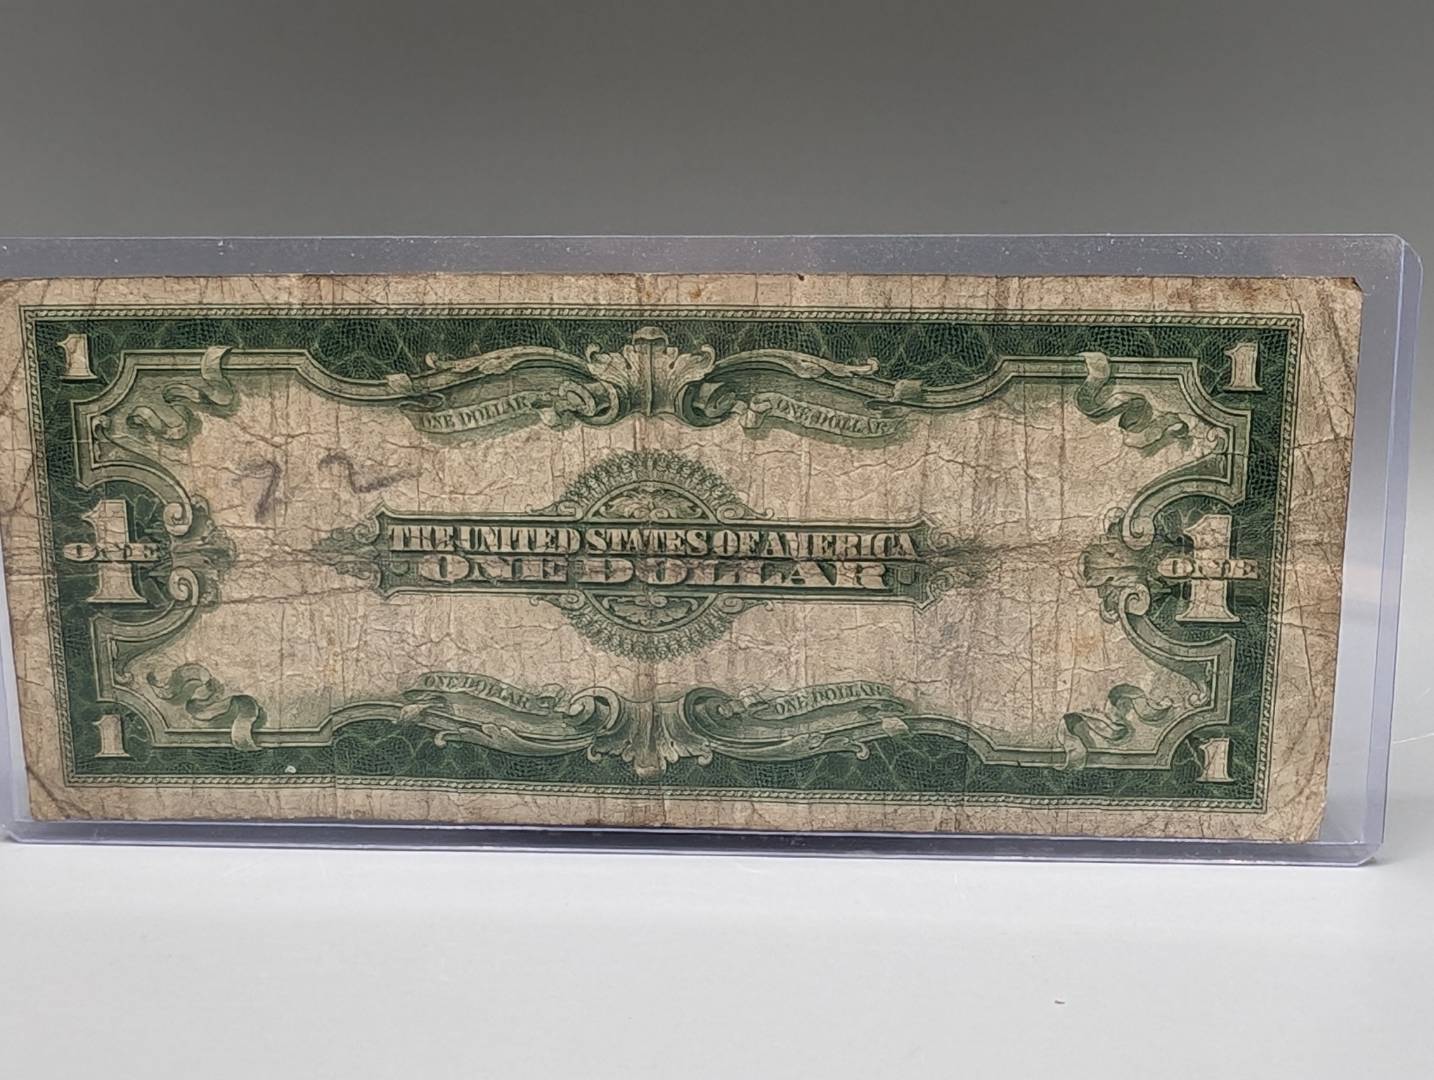 1 1
ONE DOLLAR ONE DOLLAR
72
THE UNITED STATES OF AMERICA
1 ONE ONE DOLLAR 1 ONE
ONE DOLLAR ONE DOLLAR
1 1